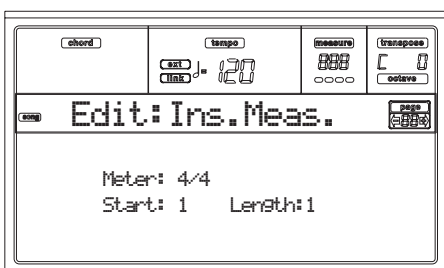 chord tempo measure transpose
ext link ♩= 120 888 C 0
octave
song Edit:Ins.Meas. page
88
Meter: 4/4
Start: 1 Length:1